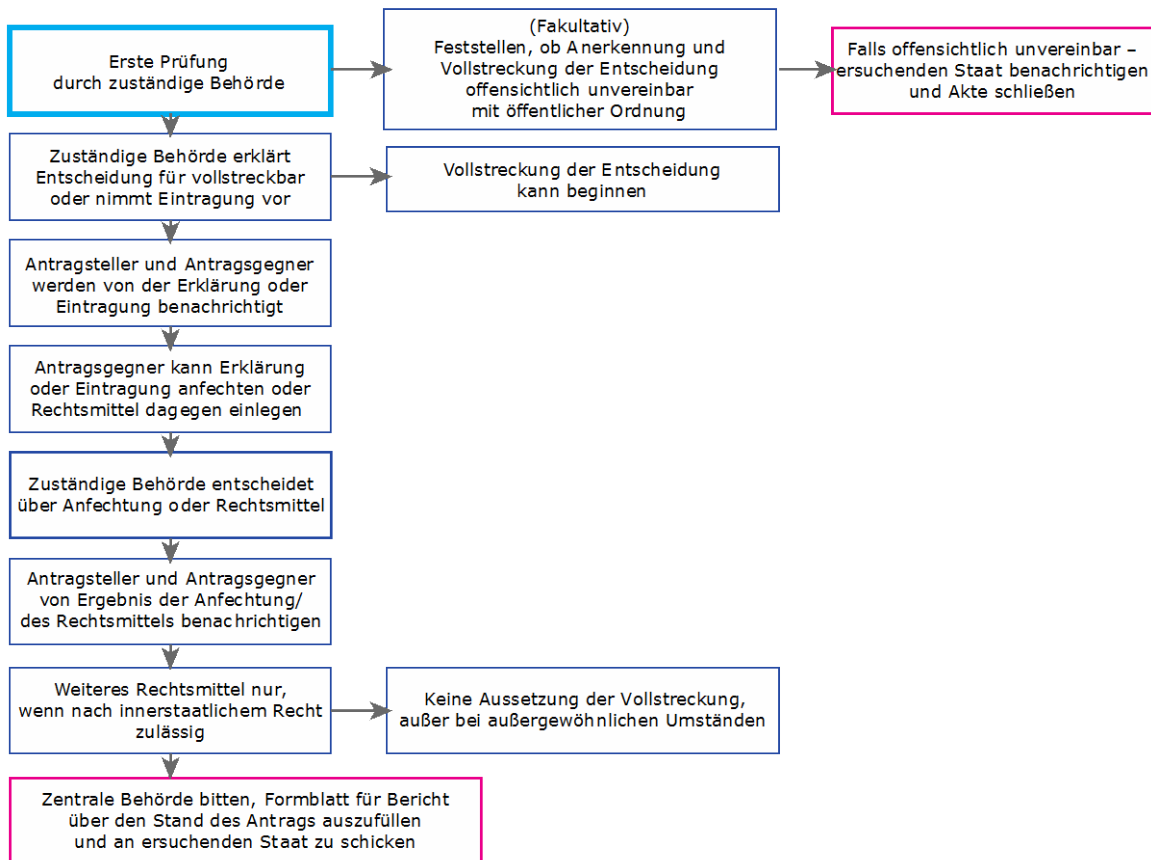 Erste Prüfung
durch zuständige Behörde
(Fakultativ)
Feststellen, ob Anerkennung und
Vollstreckung der Entscheidung
offensichtlich unvereinbar
mit öffentlicher Ordnung
Falls offensichtlich unvereinbar –
ersuchenden Staat benachrichtigen
und Akte schließen
Zuständige Behörde erklärt
Entscheidung für vollstreckbar
oder nimmt Eintragung vor
Vollstreckung der Entscheidung
kann beginnen
Antragsteller und Antragsgegner
werden von der Erklärung oder
Eintragung benachrichtigt
Antragsgegner kann Erklärung
oder Eintragung anfechten oder
Rechtsmittel dagegen einlegen
Zuständige Behörde entscheidet
über Anfechtung oder Rechtsmittel
Antragsteller und Antragsgegner
von Ergebnis der Anfechtung/
des Rechtsmittels benachrichtigen
Weiteres Rechtsmittel nur,
wenn nach innerstaatlichem Recht
zulässig
Keine Aussetzung der Vollstreckung,
außer bei außergewöhnlichen Umständen
Zentrale Behörde bitten, Formblatt für Bericht
über den Stand des Antrags auszufüllen
und an ersuchenden Staat zu schicken